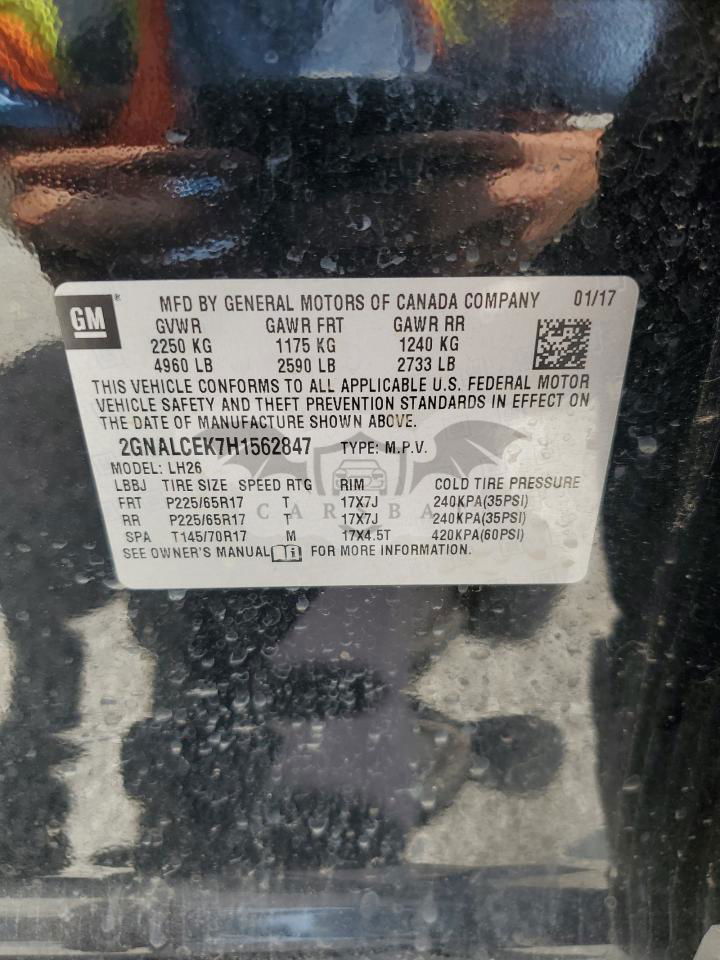 GM ® MFD BY GENERAL MOTORS OF CANADA COMPANY 01/17
GVWR GAWR FRT GAWR RR
2250 KG 1175 KG 1240 KG
4960 LB 2590 LB 2733 LB
THIS VEHICLE CONFORMS TO ALL APPLICABLE U.S. FEDERAL MOTOR
VEHICLE SAFETY AND THEFT PREVENTION STANDARDS IN EFFECT ON
THE DATE OF MANUFACTURE SHOWN ABOVE.
2GNALCEK7H1562847 TYPE: M.P.V.
MODEL: LH26
LBBJ TIRE SIZE SPEED RTG RIM COLD TIRE PRESSURE
FRT P225/65R17 T 17X7J 240KPA(35PSI)
RR P225/65R17 T 17X7J 240KPA(35PSI)
SPA T145/70R17 M 17X4.5T 420KPA(60PSI)
SEE OWNER'S MANUAL FOR MORE INFORMATION.